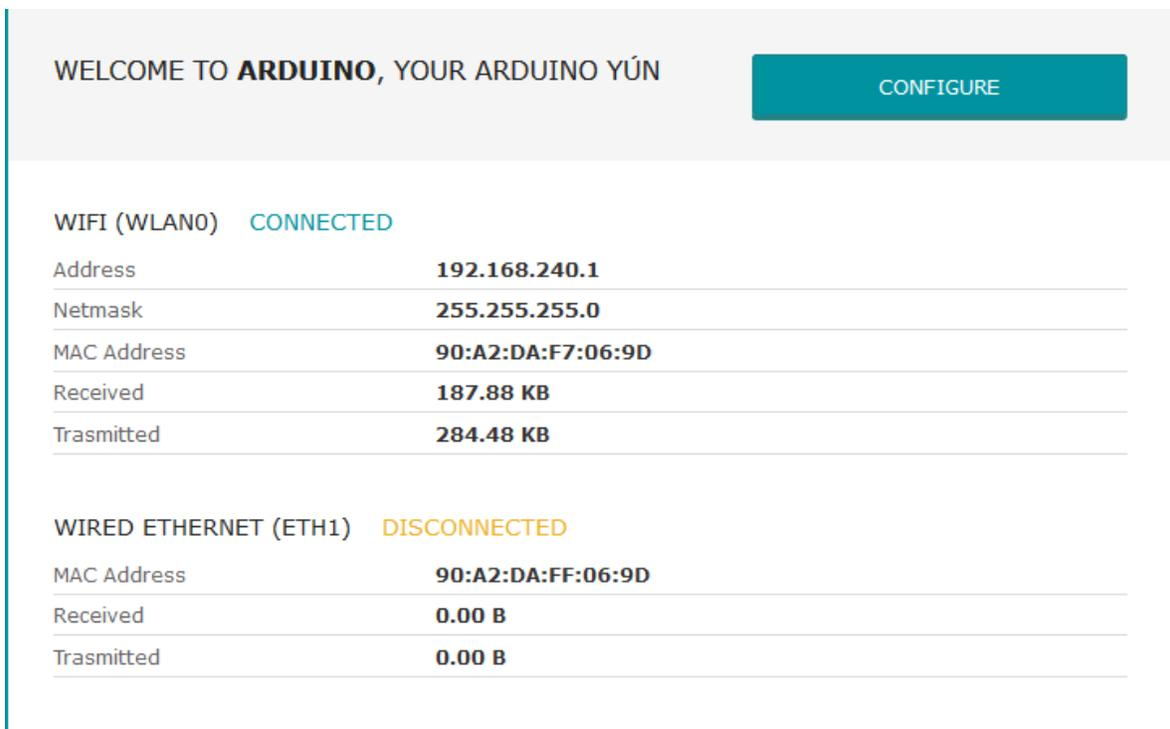 WELCOME TO ARDUINO, YOUR ARDUINO YÚN
CONFIGURE
WIFI (WLAN0) CONNECTED
Address 192.168.240.1
Netmask 255.255.255.0
MAC Address 90:A2:DA:F7:06:9D
Received 187.88 KB
Trasmitted 284.48 KB
WIRED ETHERNET (ETH1) DISCONNECTED
MAC Address 90:A2:DA:FF:06:9D
Received 0.00 B
Trasmitted 0.00 B